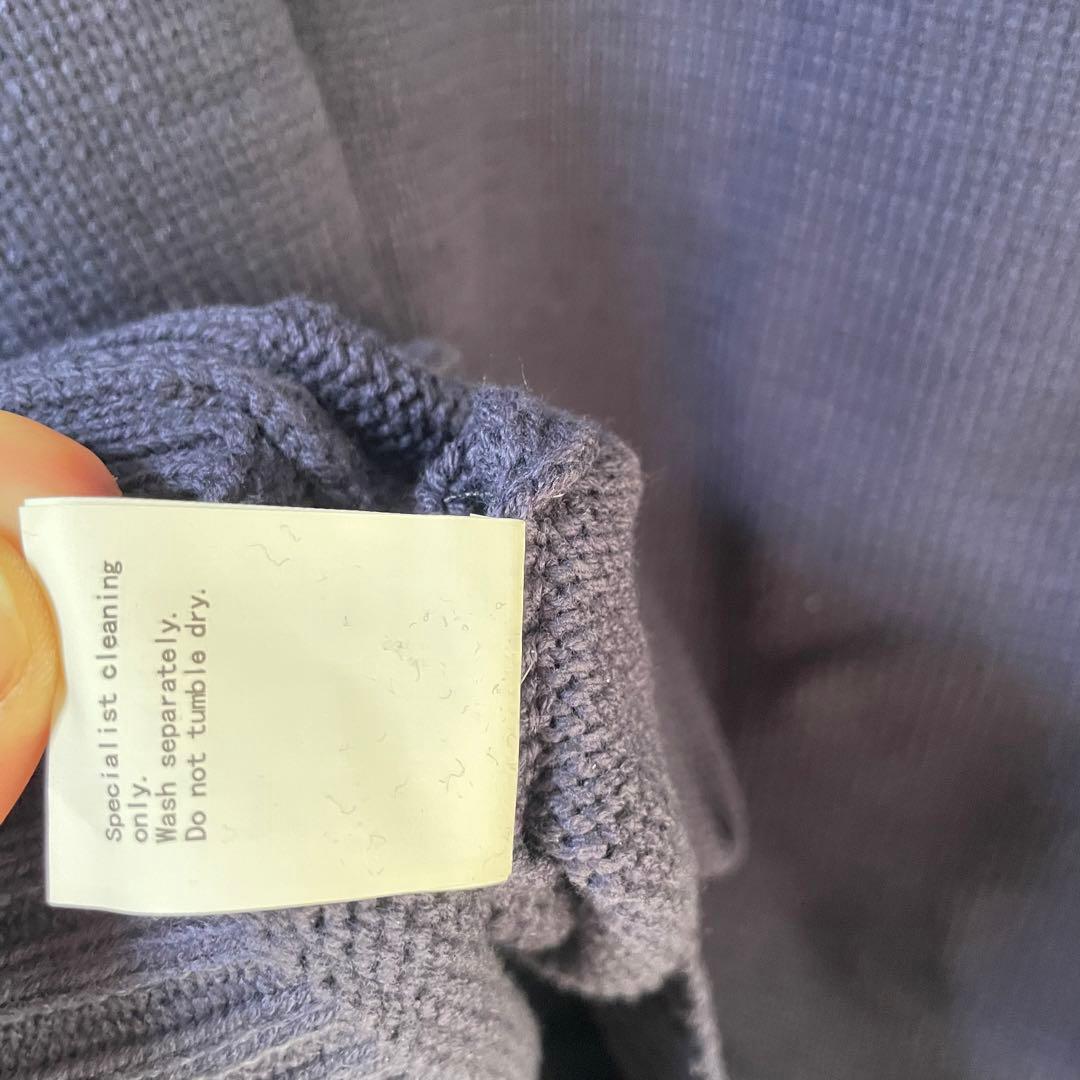 Specialist cleaning
only.
Wash separately.
Do not tumble dry.